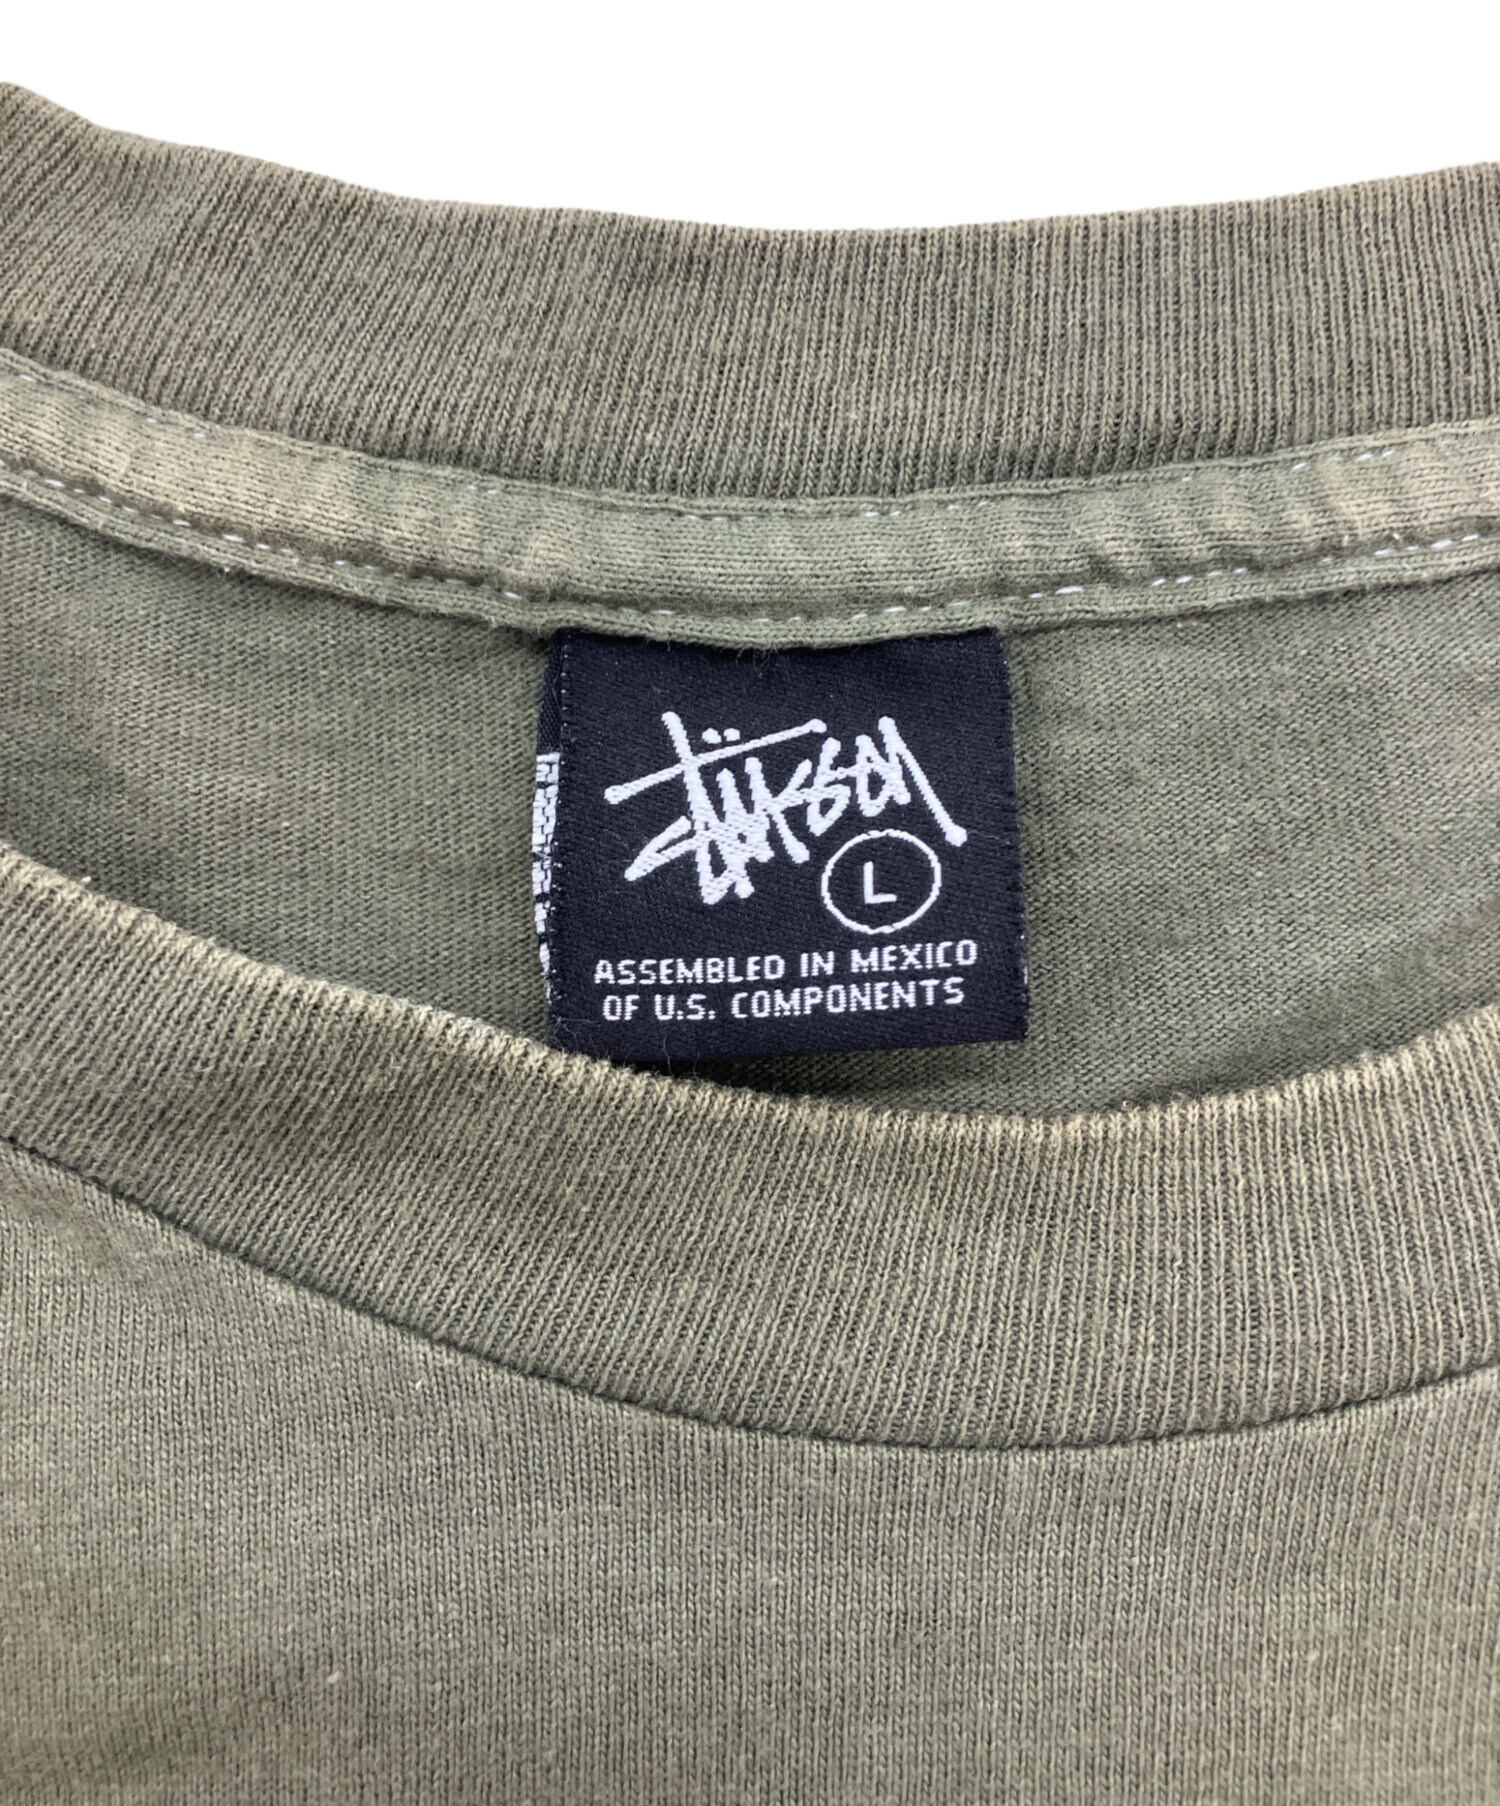 Stüssy
L
ASSEMBLED IN MEXICO
OF U.S. COMPONENTS